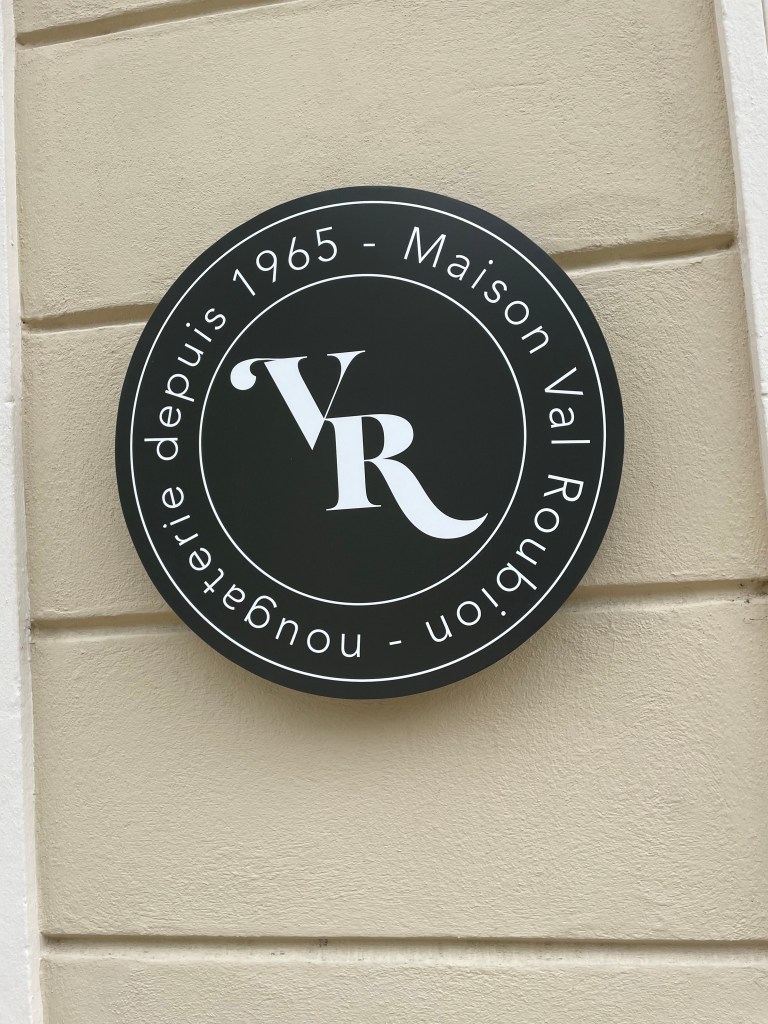 Maison Val Roubion - nougaterie depuis 1965 -
VR